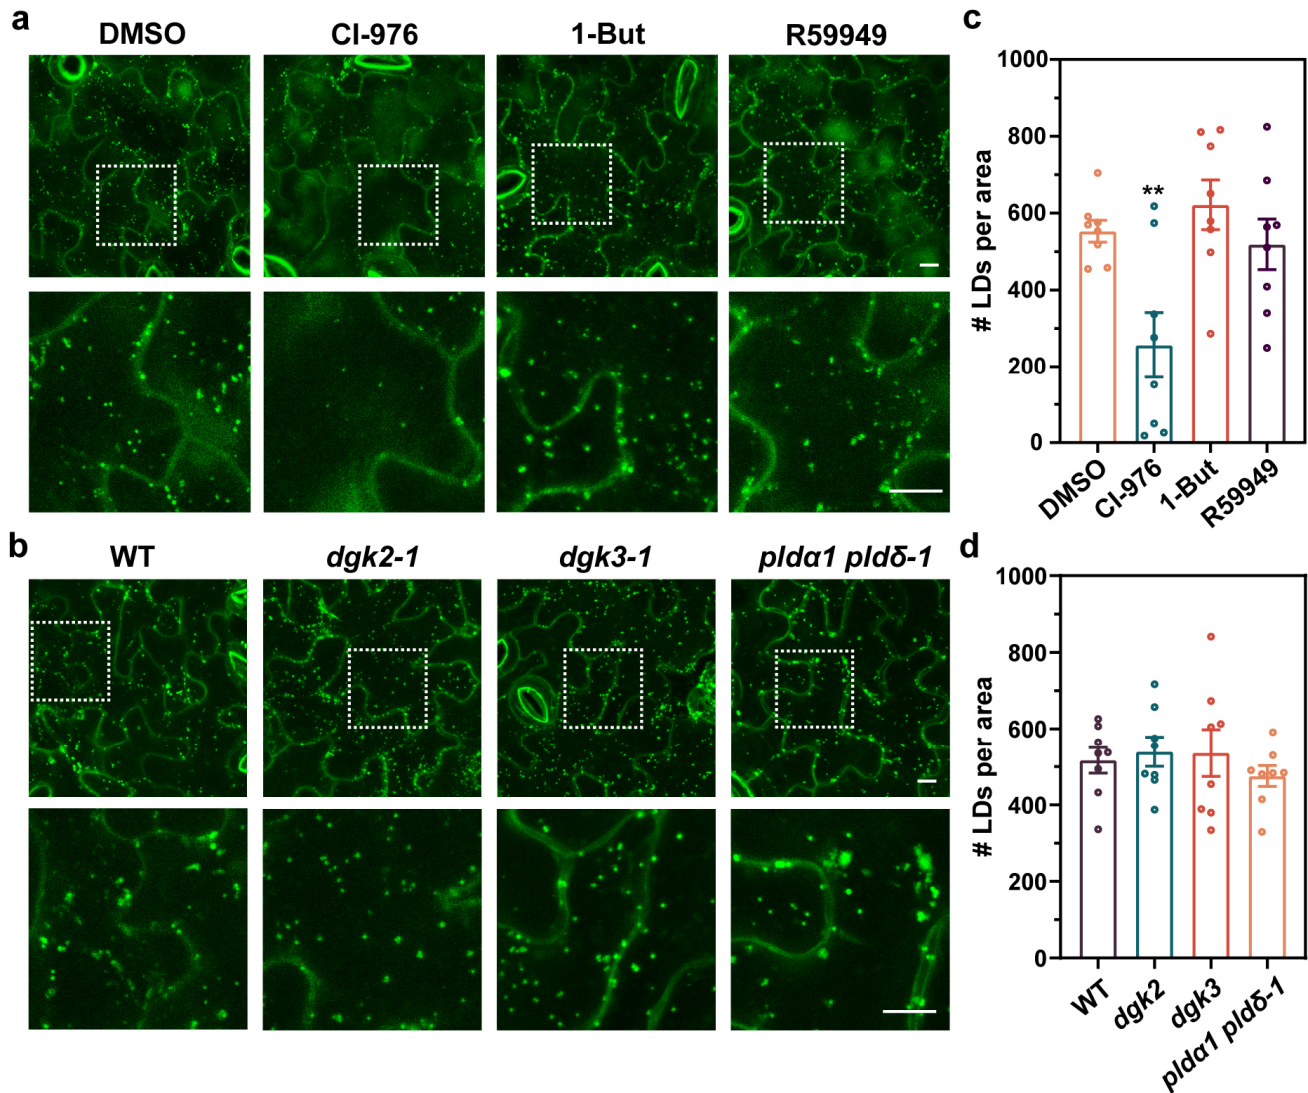 a
DMSO CI-976 1-But R59949
b
WT dgk2-1 dgk3-1 pldα1 pldδ-1
c
# LDs per area
1000
800
600
400
200
0
**
DMSO CI-976 1-But R59949
d
# LDs per area
1000
800
600
400
200
0
WT dgk2 dgk3 pldα1 pldδ-1